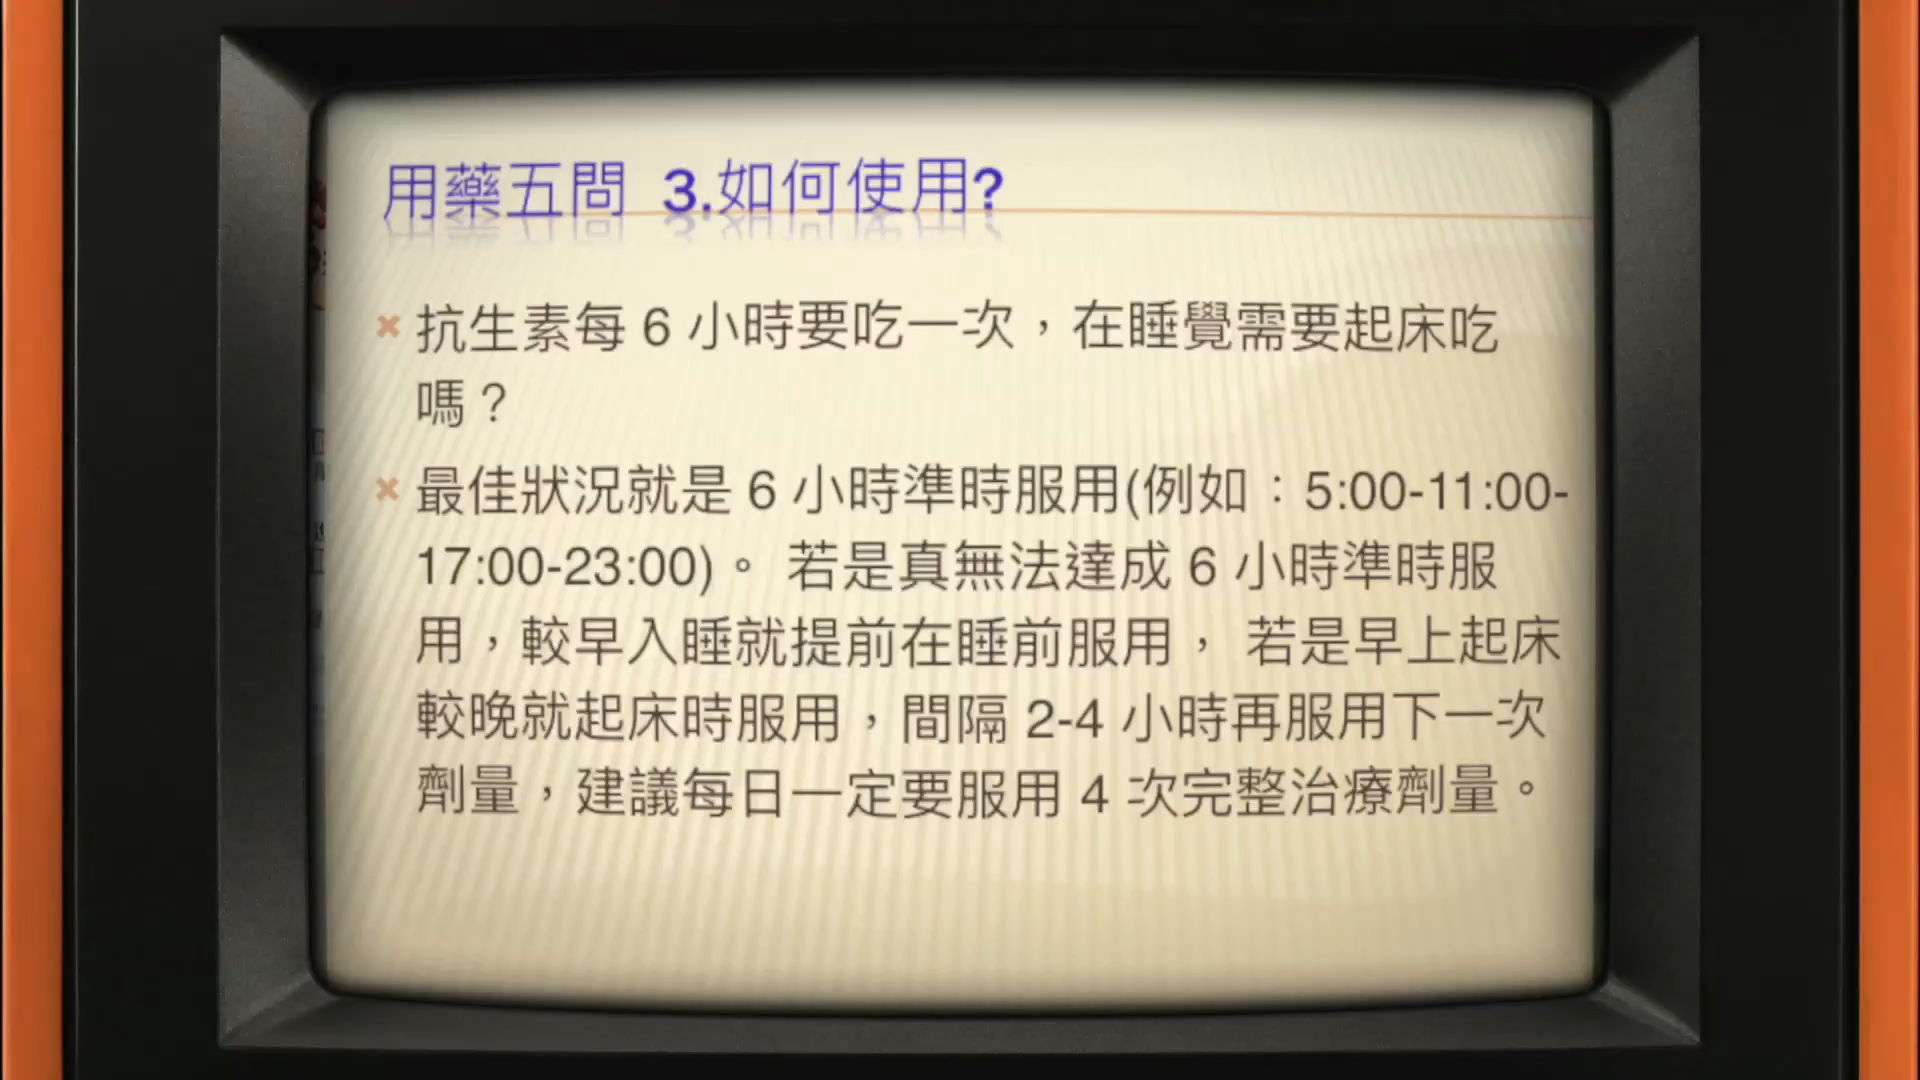 用藥五問 3.如何使用?
抗生素每 6 小時要吃一次，在睡覺需要起床吃
嗎？
最佳狀況就是 6 小時準時服用(例如：5:00-11:00-
17:00-23:00)。 若是真無法達成 6 小時準時服
用，較早入睡就提前在睡前服用， 若是早上起床
較晚就起床時服用，間隔 2-4 小時再服用下一次
劑量，建議每日一定要服用 4 次完整治療劑量。